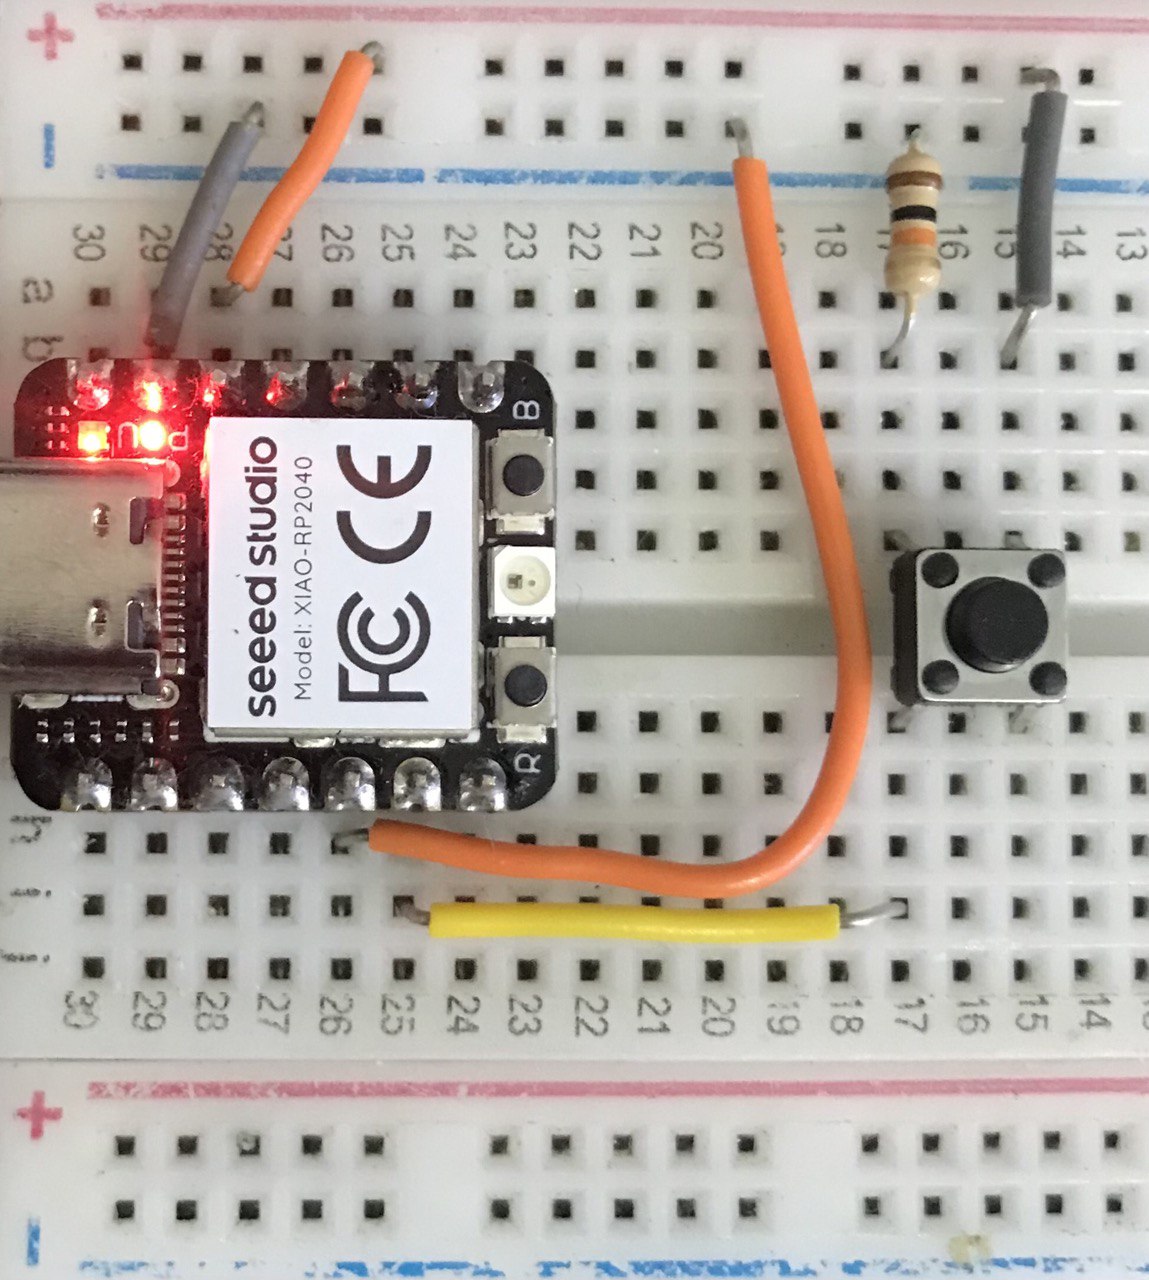 +
-
30 29 28 27 26 25 24 23 22 21 20 19 18 17 16 15 14 13
a
b
B
U P
seeed studio
Model: XIAO-RP2040
FC CE
R
h
30 29 28 27 26 25 24 23 22 21 20 19 18 17 16 15 14
+
-